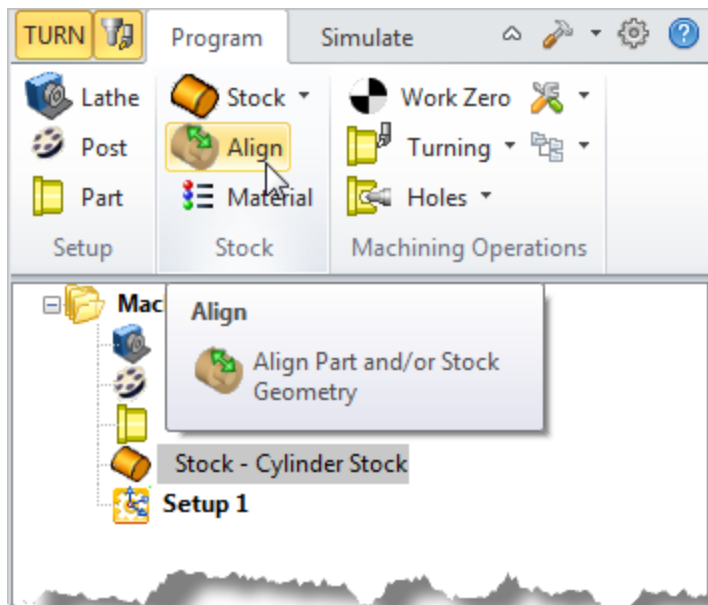 TURN Program Simulate
Lathe Stock Work Zero
Post Align Turning
Part Material Holes
Setup Stock Machining Operations
Align
Align Part and/or Stock
Geometry
Stock - Cylinder Stock
Setup 1